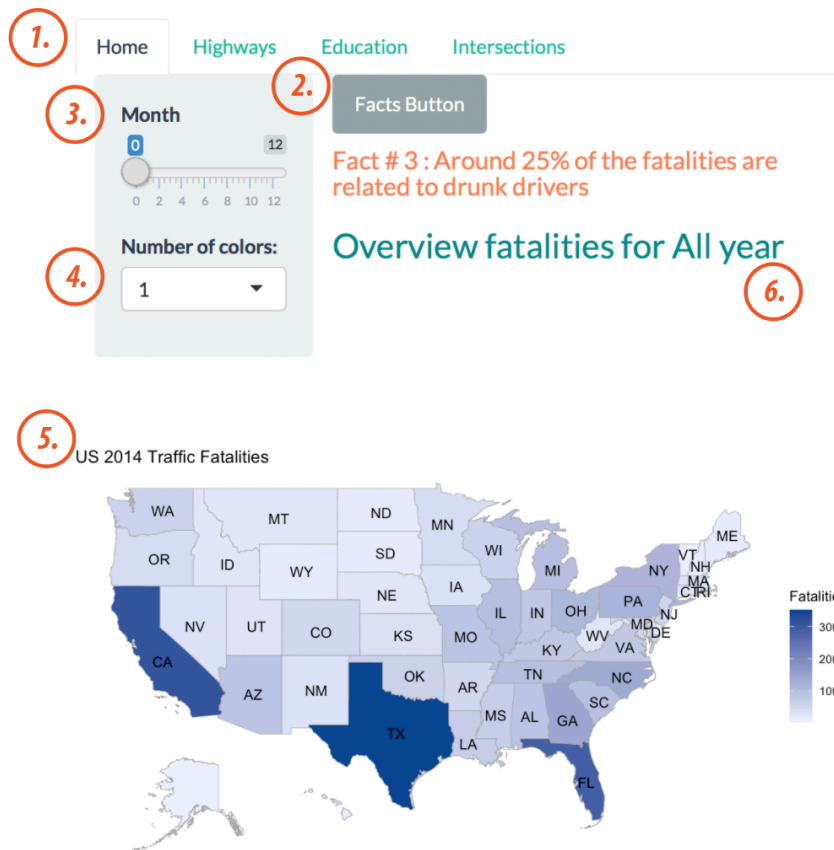 1.
Home Highways Education Intersections
2.
Facts Button
3.
Month
0 12
0 2 4 6 8 10 12
Fact # 3 : Around 25% of the fatalities are
related to drunk drivers
Number of colors:
4.
1
Overview fatalities for All year
6.
5.
US 2014 Traffic Fatalities
WA
MT
ND
MN
ME
OR
ID
WY
SD
WI
MI
VT
NH
NY
MA
CT
RI
NV
UT
CO
NE
IA
IL
IN
OH
PA
NJ
MD
DE
WV
VA
KS
MO
KY
CA
AZ
NM
OK
AR
TN
NC
SC
TX
LA
MS
AL
GA
FL
Fataliti
300
200
100